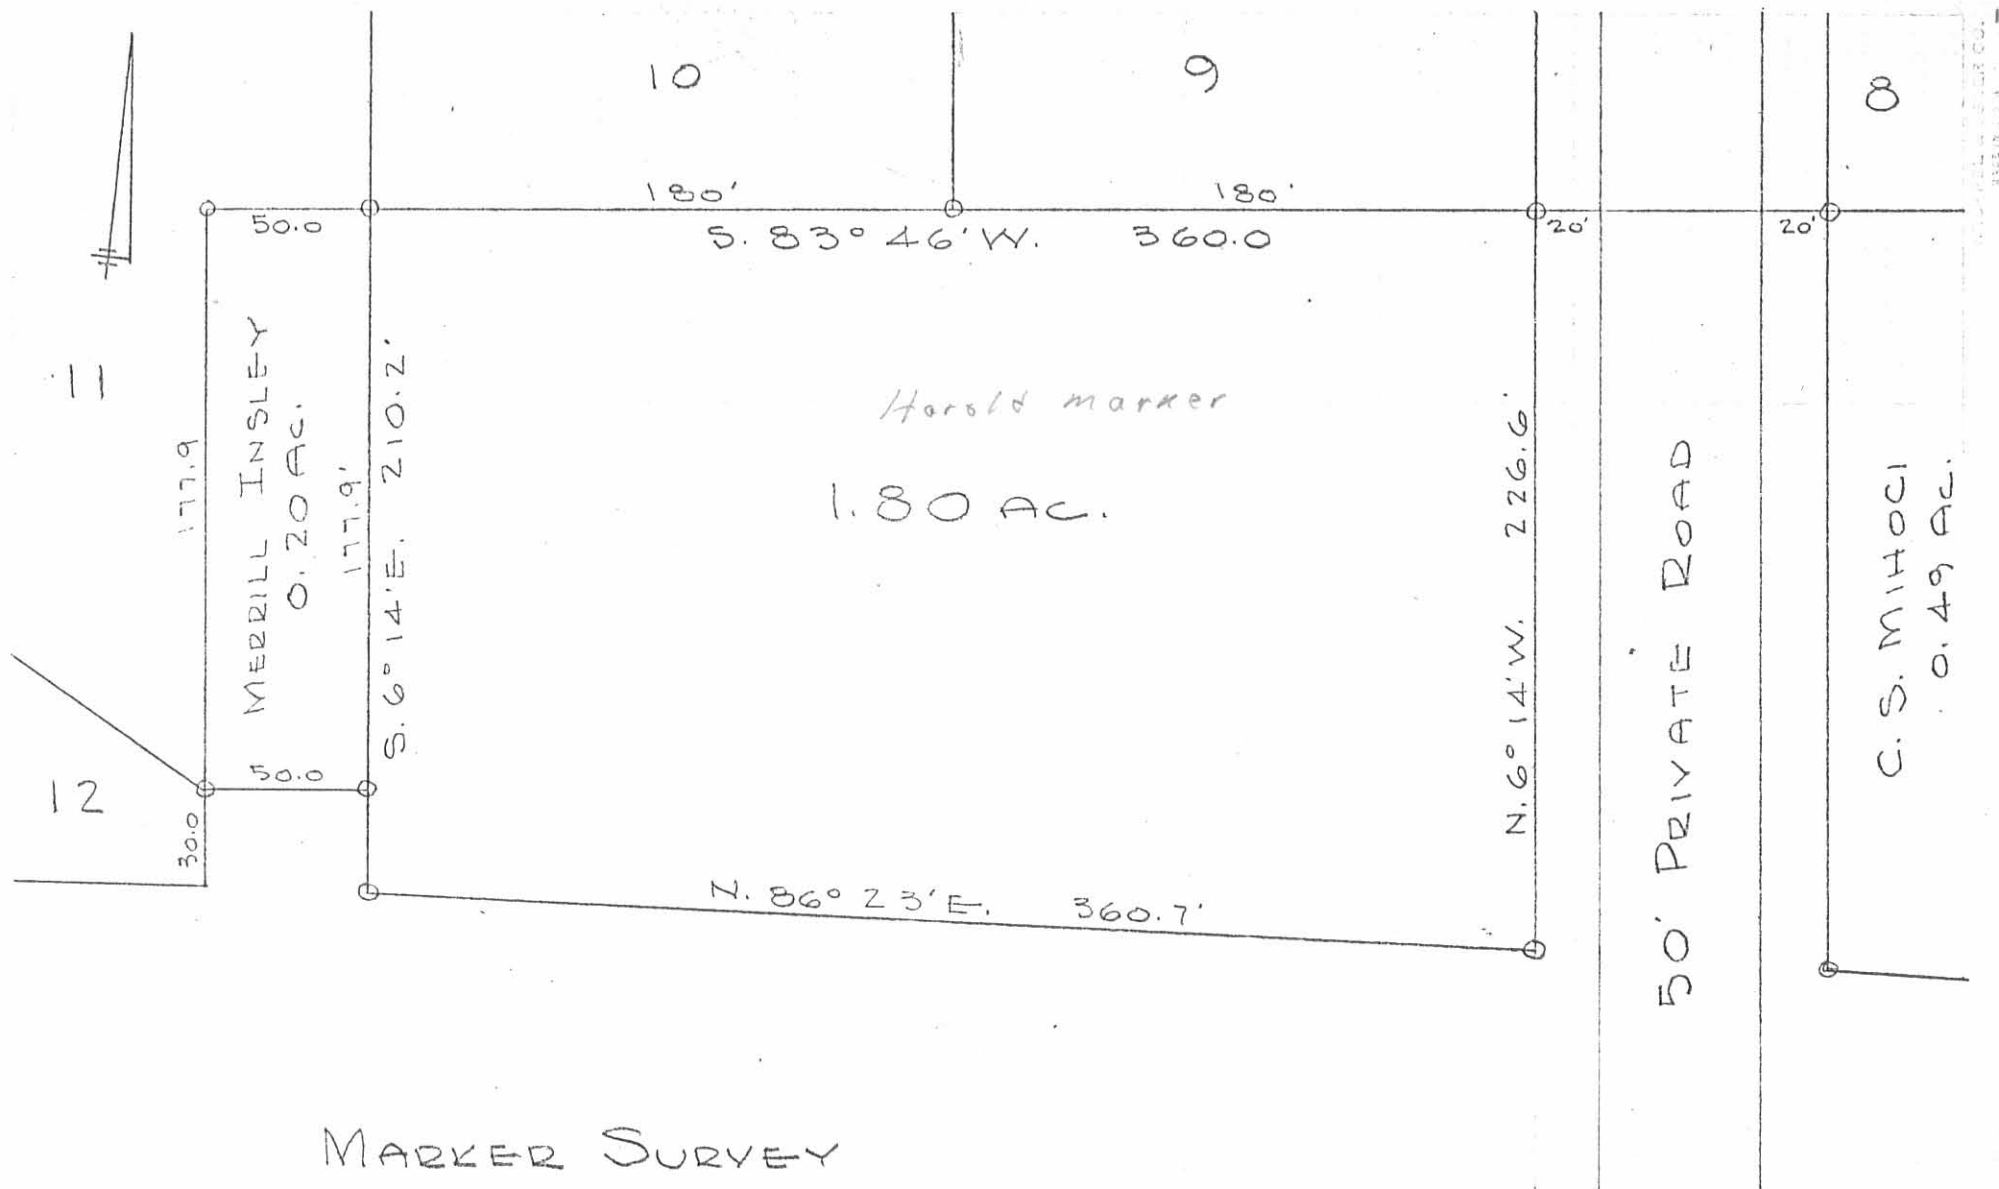 10
9
8
180'
180'
50.0
S. 83° 46' W. 360.0
20'
20'
11
MERRILL INSLEY
0.20 AC.
177.9
177.9'
S. 6° 14' E. 210.2'
Harold marker
1.80 AC.
N. 6° 14' W. 226.6'
50' PRIVATE ROAD
C. S. MIHOCI
0.49 AC.
50.0
12
30.0
N. 86° 23' E. 360.7'
MARKER SURVEY